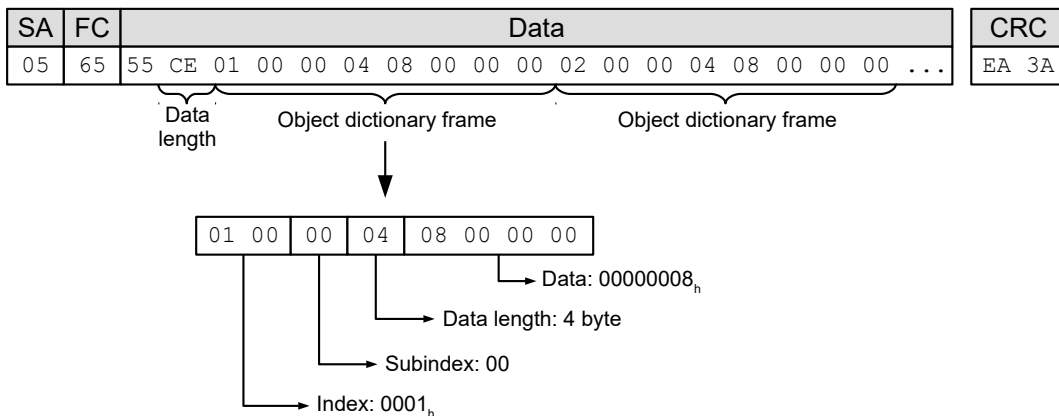 SA FC Data CRC
05 65 55 CE 01 00 00 04 08 00 00 00 02 00 00 04 08 00 00 00 ... EA 3A
Data length
Object dictionary frame
Object dictionary frame
01 00 00 04 08 00 00 00
Data: 00000008h
Data length: 4 byte
Subindex: 00
Index: 0001h